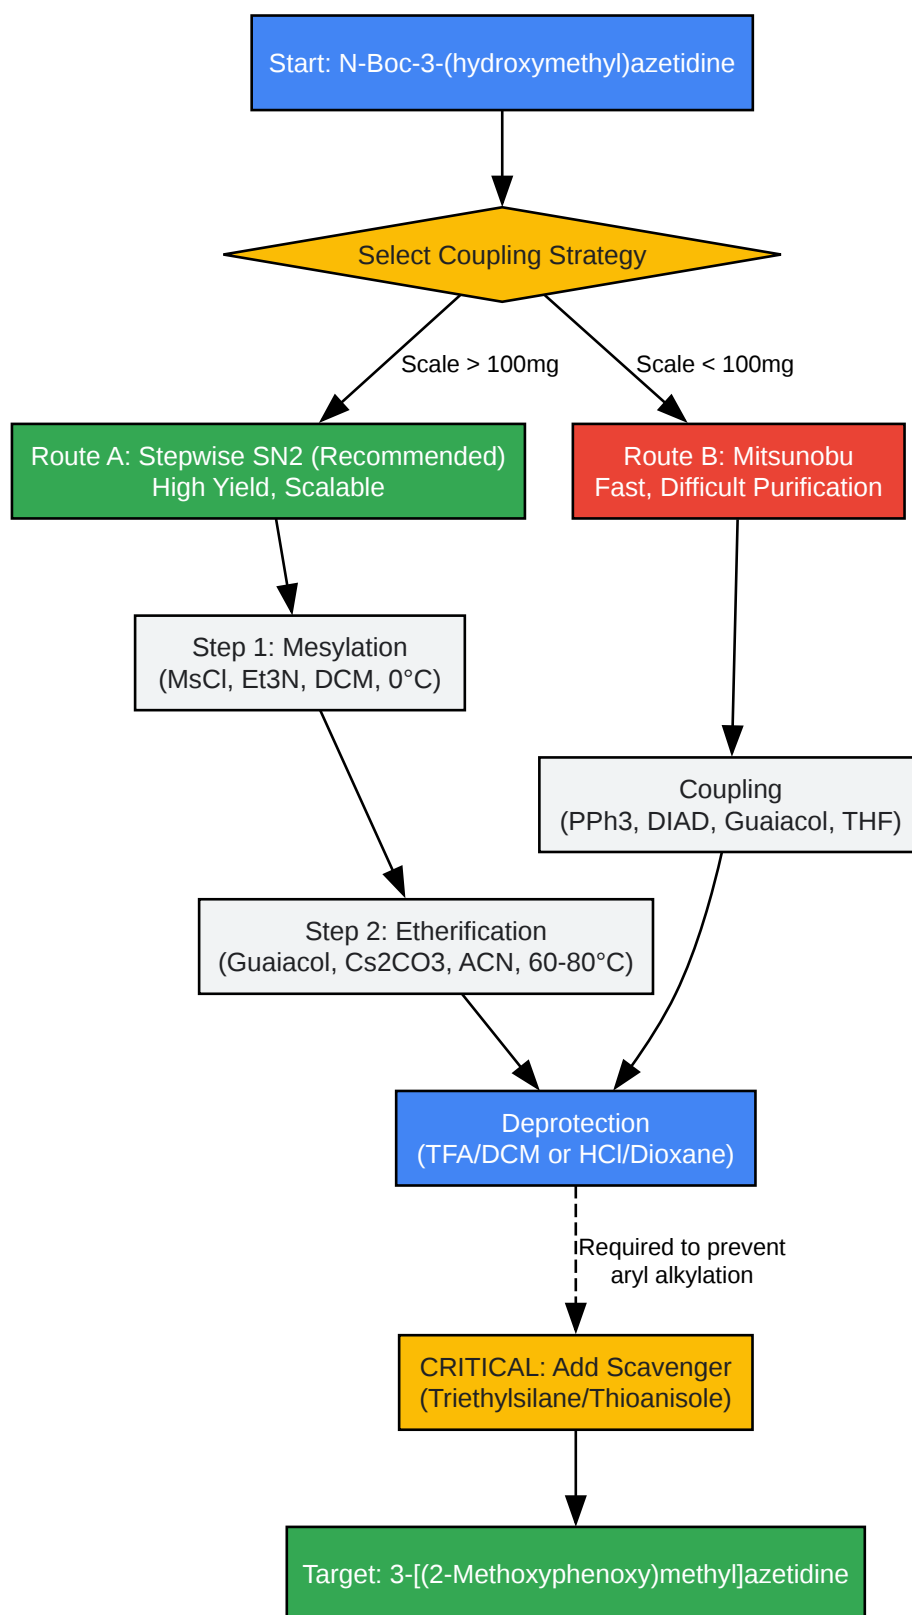 Start: N-Boc-3-(hydroxymethyl)azetidine
Select Coupling Strategy
Scale > 100mg
Scale < 100mg
Route A: Stepwise SN2 (Recommended)
High Yield, Scalable
Route B: Mitsunobu
Fast, Difficult Purification
Step 1: Mesylation
(MsCl, Et3N, DCM, 0°C)
Coupling
(PPh3, DIAD, Guaiacol, THF)
Step 2: Etherification
(Guaiacol, Cs2CO3, ACN, 60-80°C)
Deprotection
(TFA/DCM or HCl/Dioxane)
Required to prevent
aryl alkylation
CRITICAL: Add Scavenger
(Triethylsilane/Thioanisole)
Target: 3-[(2-Methoxyphenoxy)methyl]azetidine